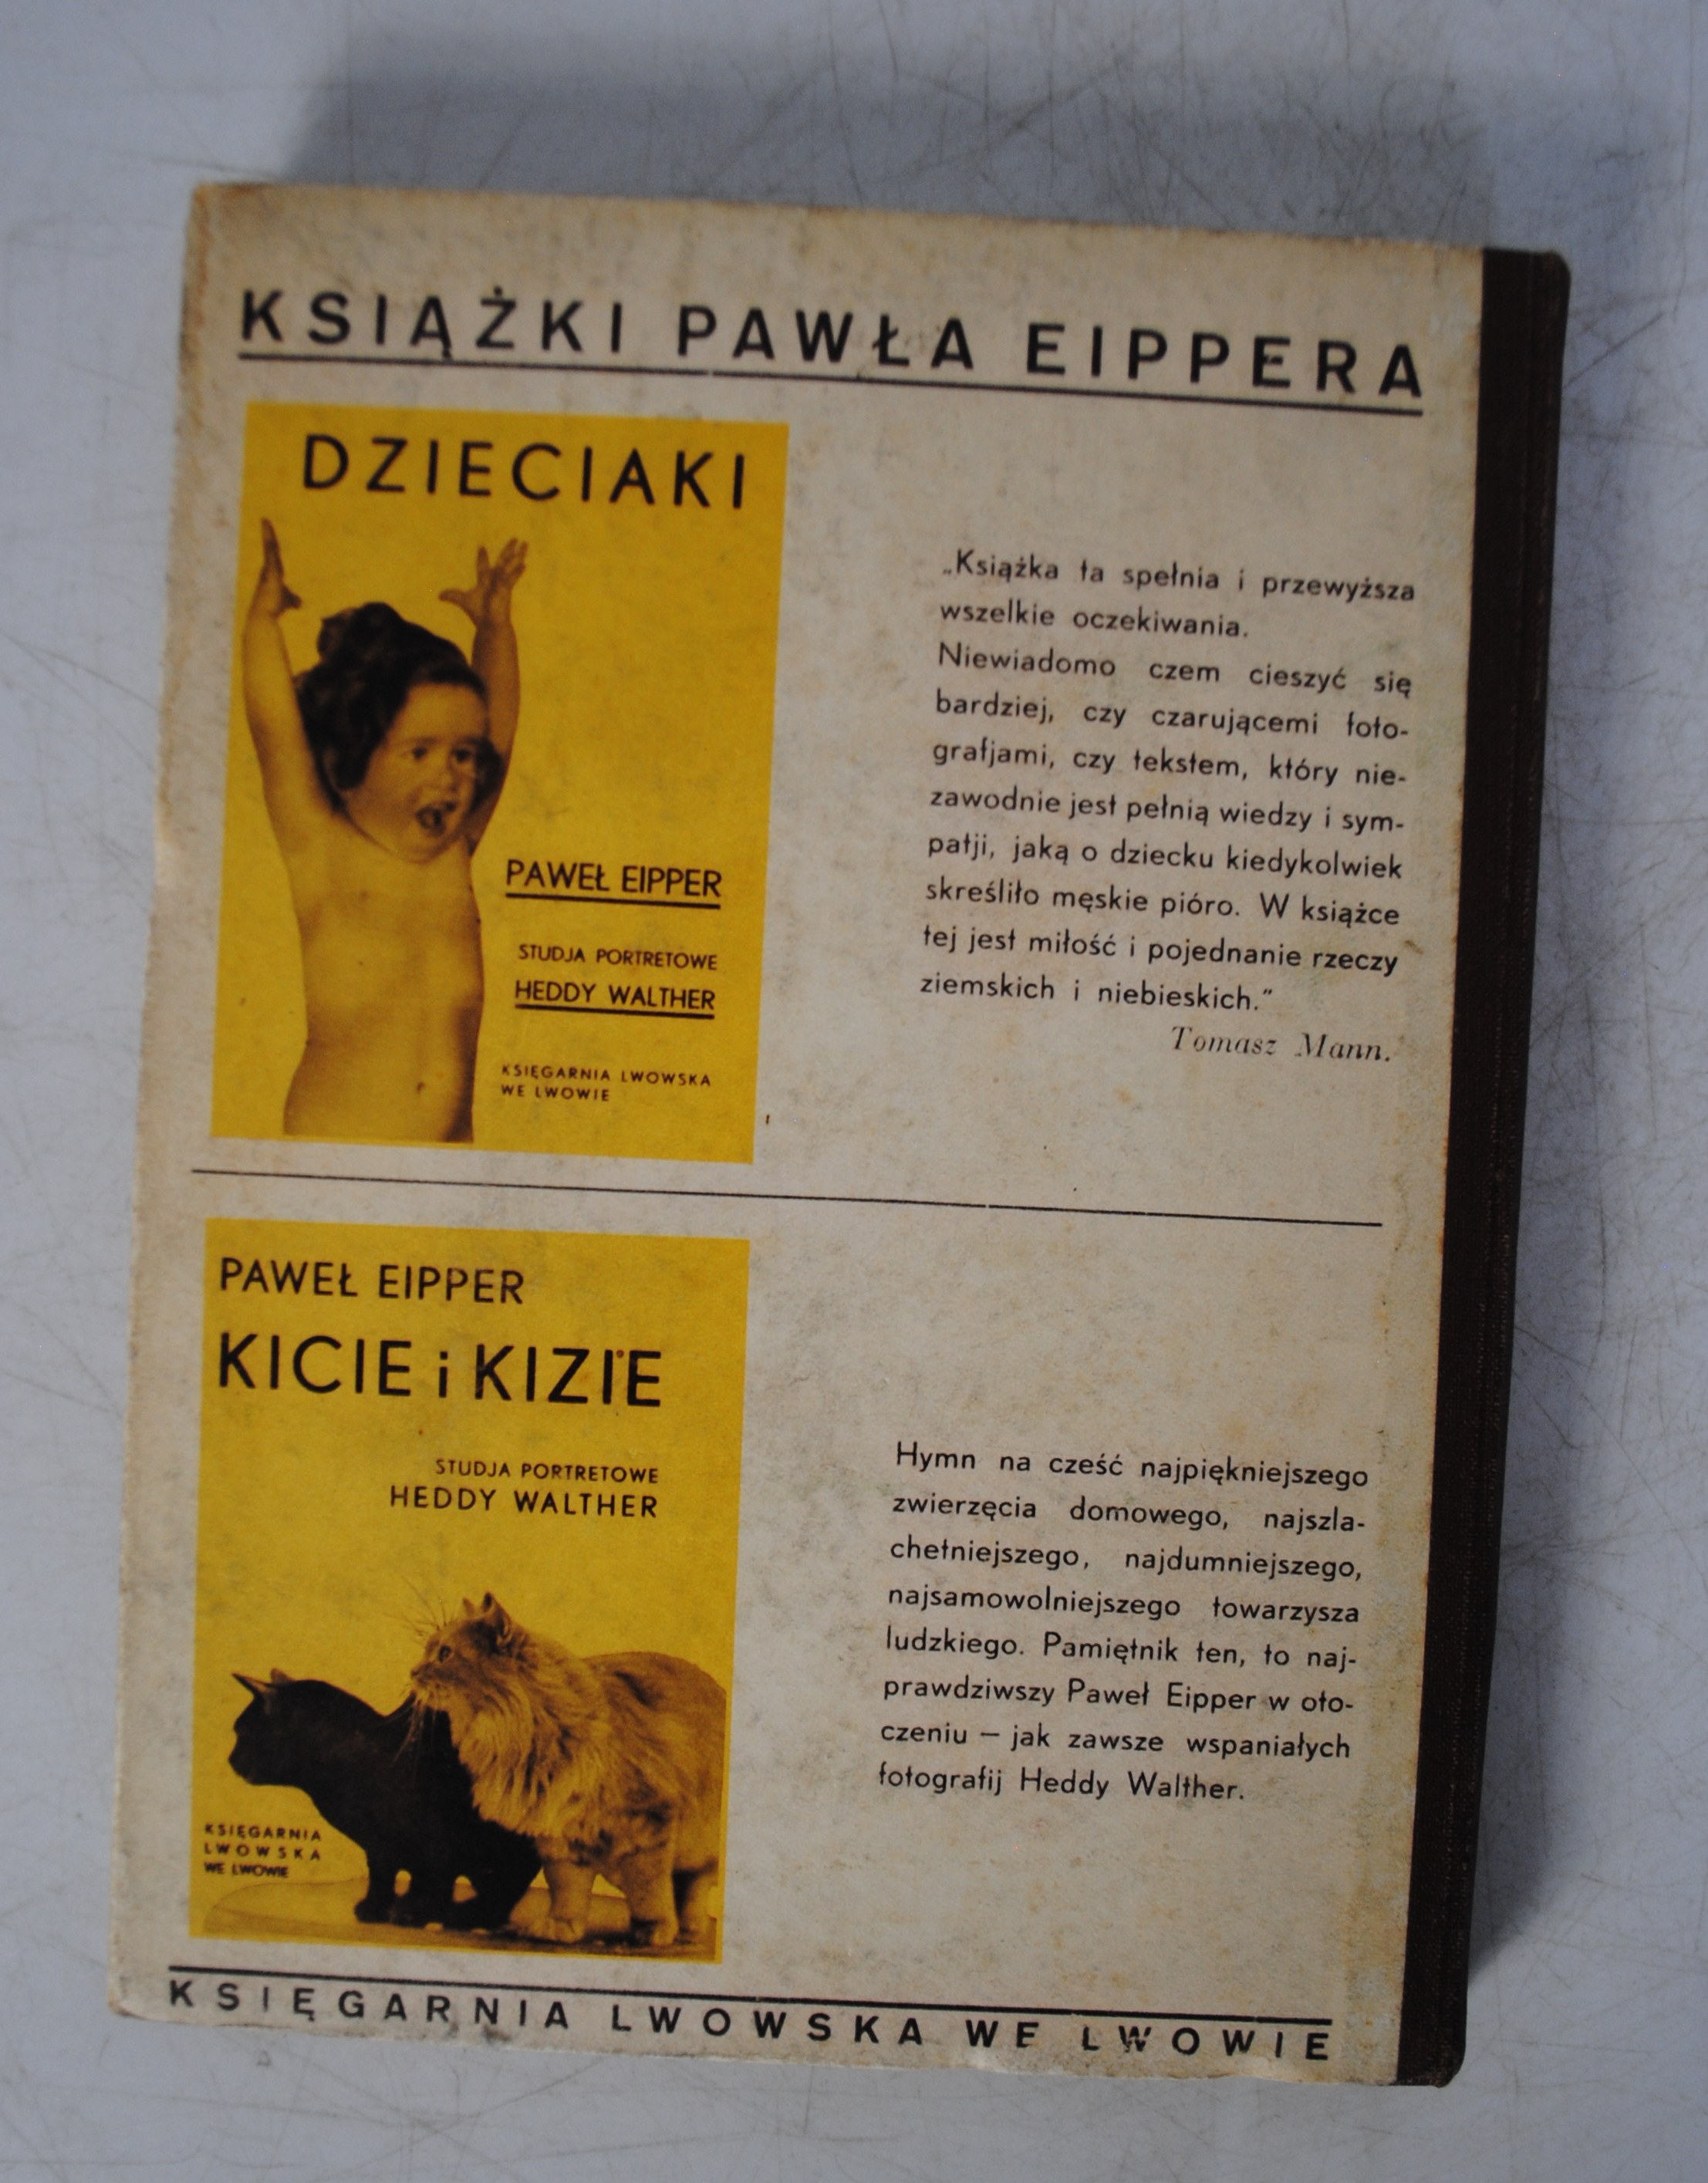 KSIĄŻKI PAWŁA EIPPERA
DZIECIAKI
PAWEŁ EIPPER
STUDJA PORTRETOWE
HEDDY WALTHER
KSIĘGARNIA LWOWSKA
WE LWOWIE
„Książka ta spełnia i przewyższa
wszelkie oczekiwania.
Niewiadomo czem cieszyć się
bardziej, czy czarującemi foto-
grafjami, czy tekstem, który nie-
zawodnie jest pełnią wiedzy i sym-
patji, jaką o dziecku kiedykolwiek
skreśliło męskie pióro. W książce
tej jest miłość i pojednanie rzeczy
ziemskich i niebieskich."
Tomasz Mann.
PAWEŁ EIPPER
KICIE i KIZIE
STUDJA PORTRETOWE
HEDDY WALTHER
KSIĘGARNIA
LWOWSKA
WE LWOWIE
Hymn na cześć najpiękniejszego
zwierzęcia domowego, najszla-
chetniejszego, najdumniejszego,
najsamowolniejszego towarzysza
ludzkiego. Pamiętnik ten, to naj-
prawdziwszy Paweł Eipper w oto-
czeniu — jak zawsze wspaniałych
fotografij Heddy Walther.
KSIĘGARNIA LWOWSKA WE LWOWIE